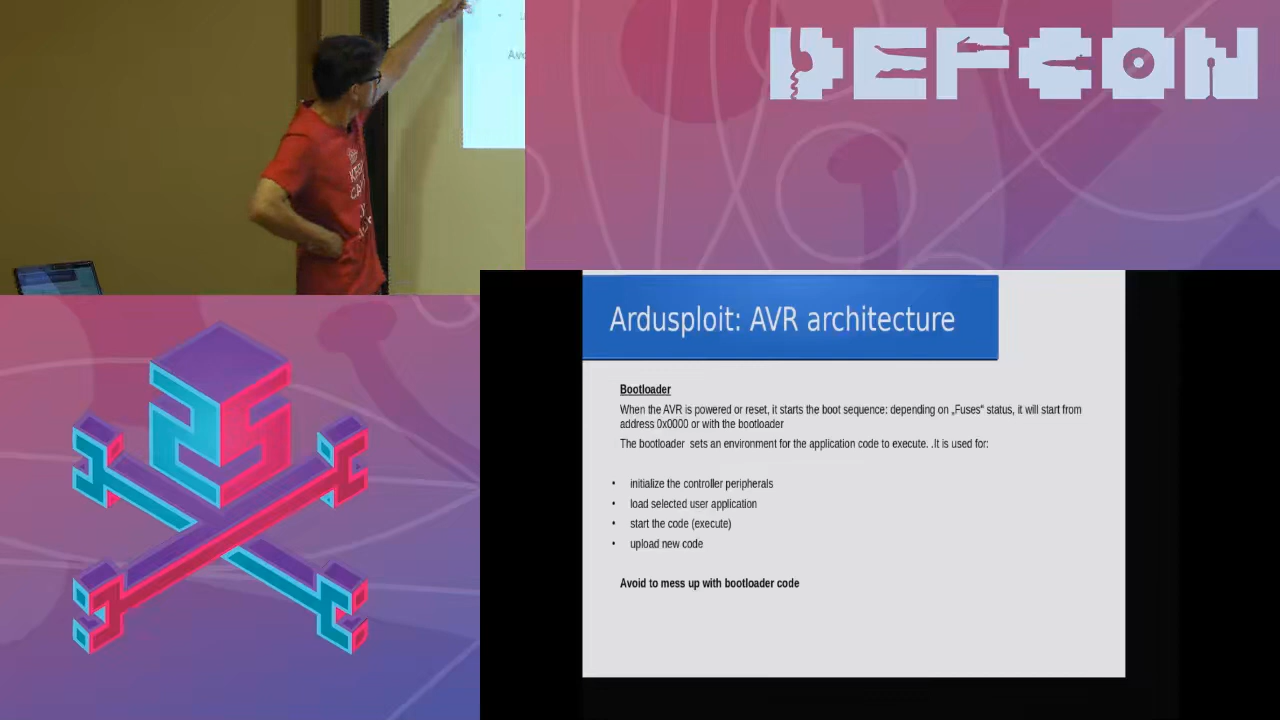 DEFCON
KEEP
Ardusploit: AVR architecture
Bootloader
When the AVR is powered or reset, it starts the boot sequence: depending on „Fuses“ status, it will start from
address 0x0000 or with the bootloader
The bootloader  sets an environment for the application code to execute. .It is used for:
• initialize the controller peripherals
• load selected user application
• start the code (execute)
• upload new code
Avoid to mess up with bootloader code